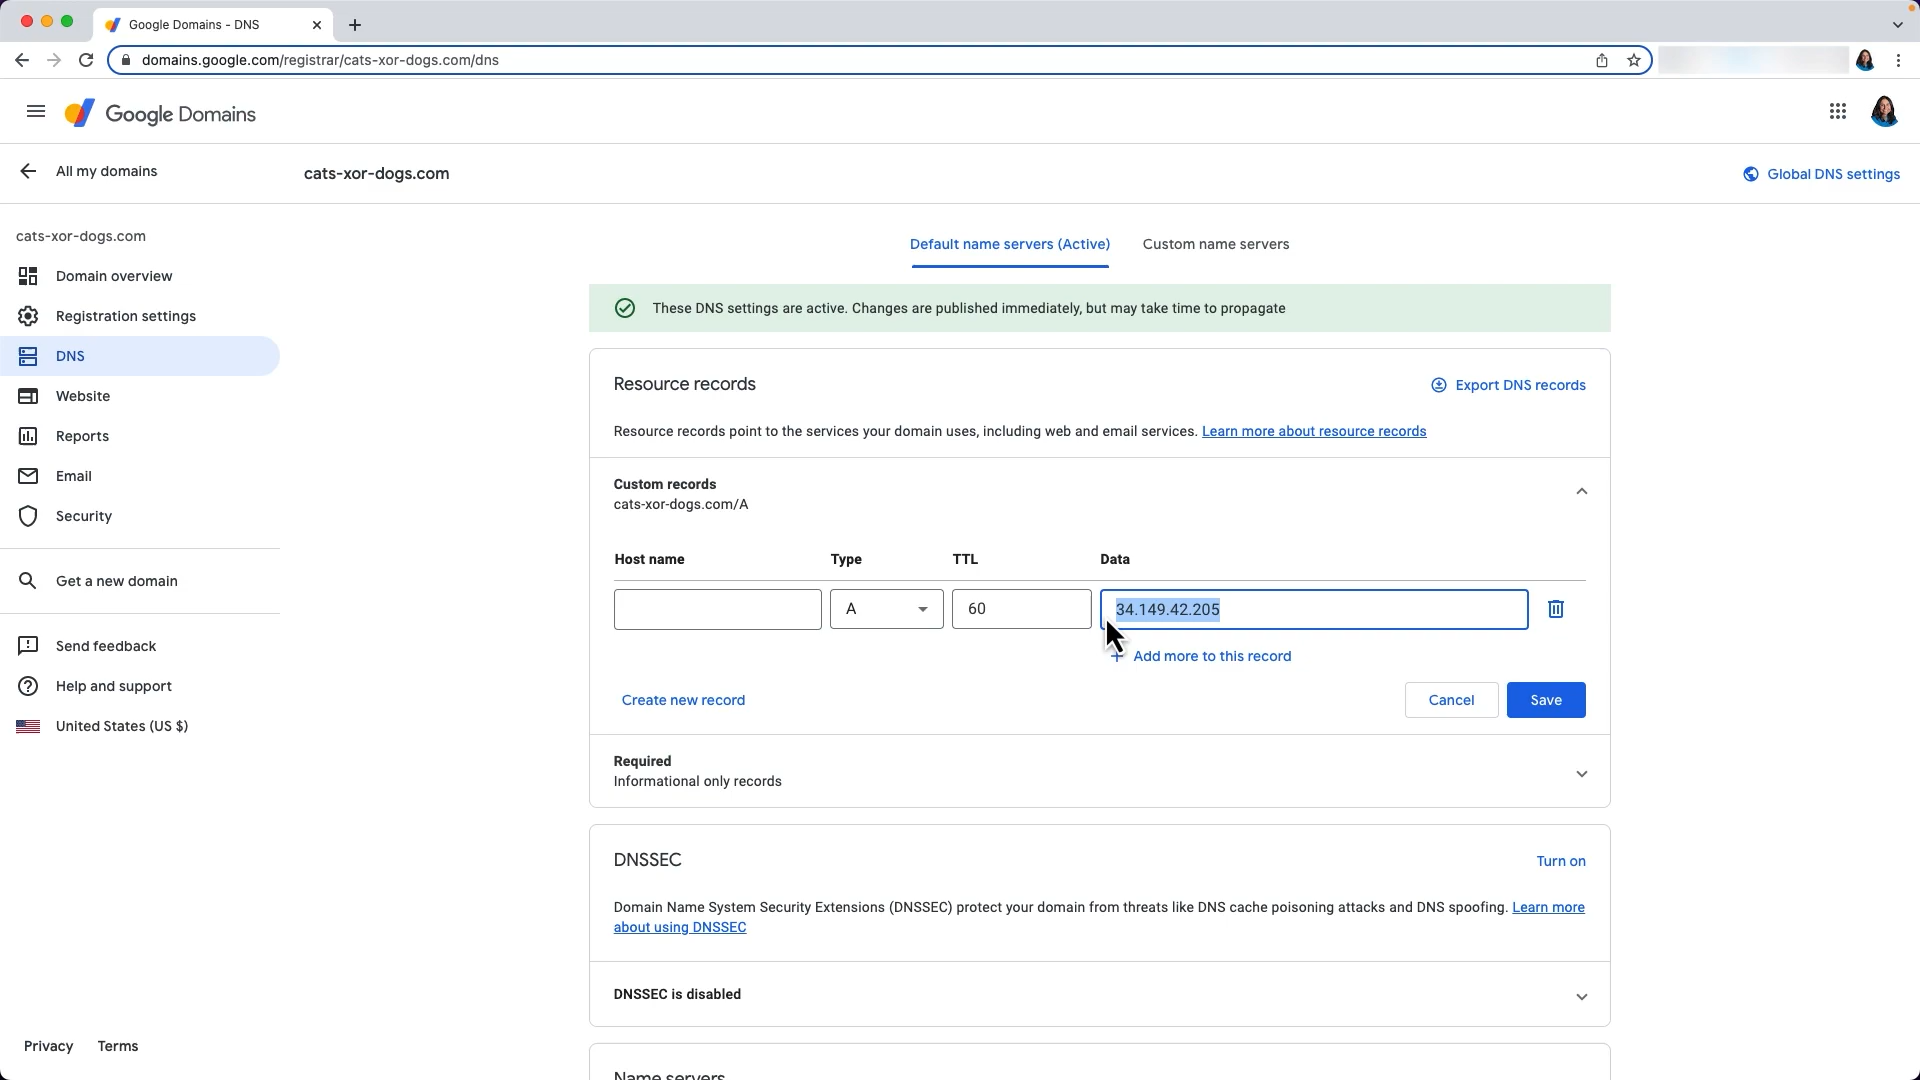 Google Domains - DNS
domains.google.com/registrar/cats-xor-dogs.com/dns
Google Domains
All my domains
cats-xor-dogs.com
Global DNS settings
cats-xor-dogs.com
Domain overview
Registration settings
DNS
Website
Reports
Email
Security
Get a new domain
Send feedback
Help and support
United States (US $)
Privacy Terms
Default name servers (Active) Custom name servers
These DNS settings are active. Changes are published immediately, but may take time to propagate
Resource records
Export DNS records
Resource records point to the services your domain uses, including web and email services. Learn more about resource records
Custom records
cats-xor-dogs.com/A
Host name Type TTL Data
A 60 34.149.42.205
Add more to this record
Create new record
Cancel Save
Required
Informational only records
DNSSEC
Turn on
Domain Name System Security Extensions (DNSSEC) protect your domain from threats like DNS cache poisoning attacks and DNS spoofing. Learn more
about using DNSSEC
DNSSEC is disabled
Name servers